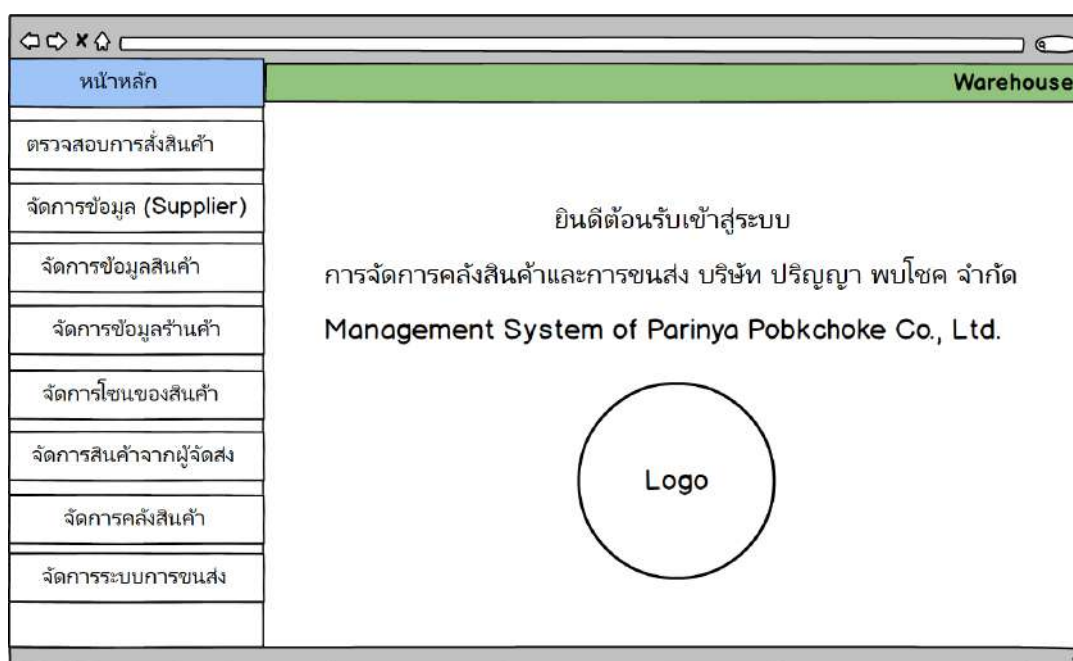 หน้าหลัก
Warehouse
ตรวจสอบการสั่งสินค้า
จัดการข้อมูล (Supplier)
จัดการข้อมูลสินค้า
จัดการข้อมูลร้านค้า
จัดการโซนของสินค้า
จัดการสินค้าจากผู้จัดส่ง
จัดการคลังสินค้า
จัดการระบบการขนส่ง
ยินดีต้อนรับเข้าสู่ระบบ
การจัดการคลังสินค้าและการขนส่ง บริษัท ปริญญา พบโชค จำกัด
Management System of Parinya Pobkchoke Co., Ltd.
Logo